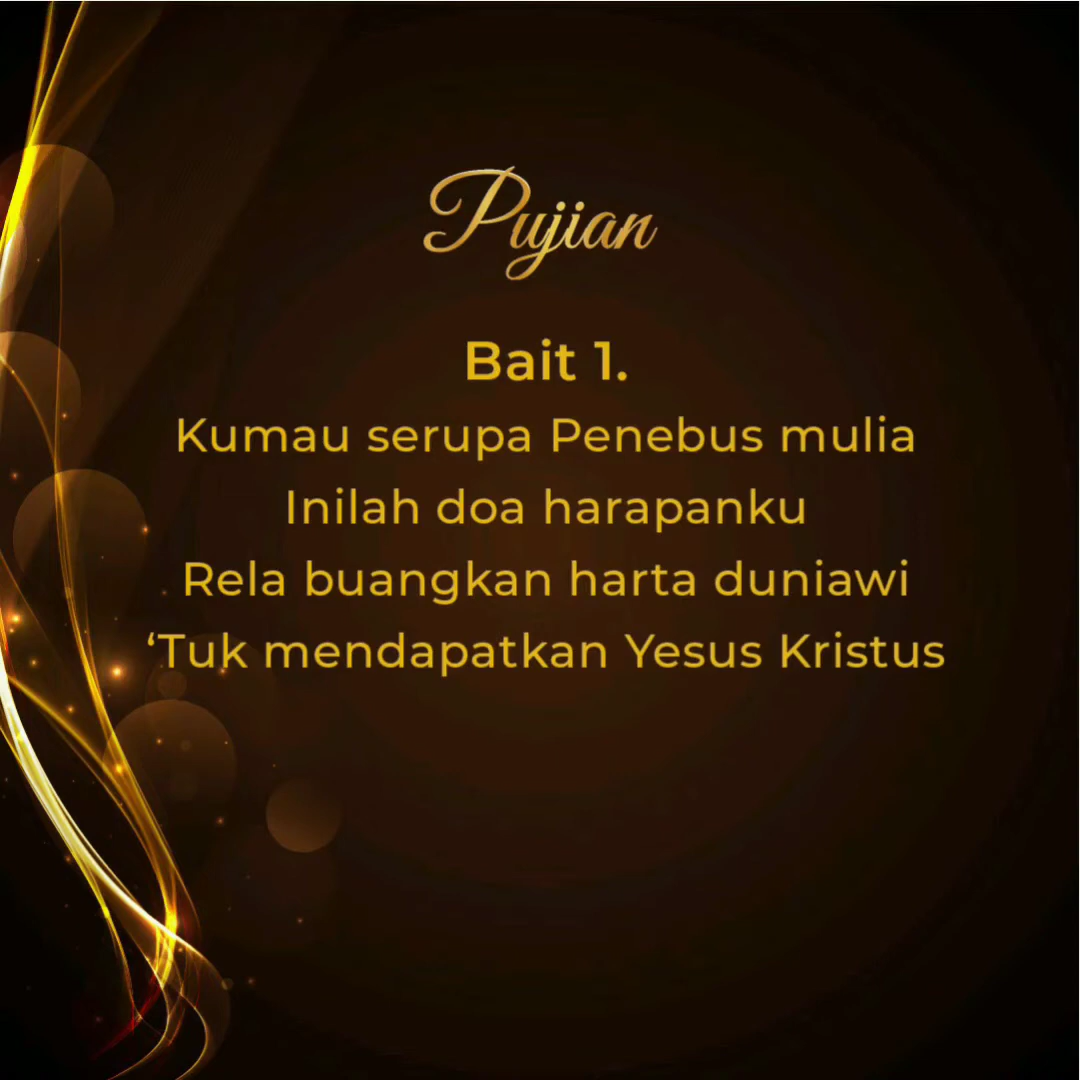 Pujian
Bait 1.
Kumau serupa Penebus mulia
Inilah doa harapanku
Rela buangkan harta duniawi
‘Tuk mendapatkan Yesus Kristus